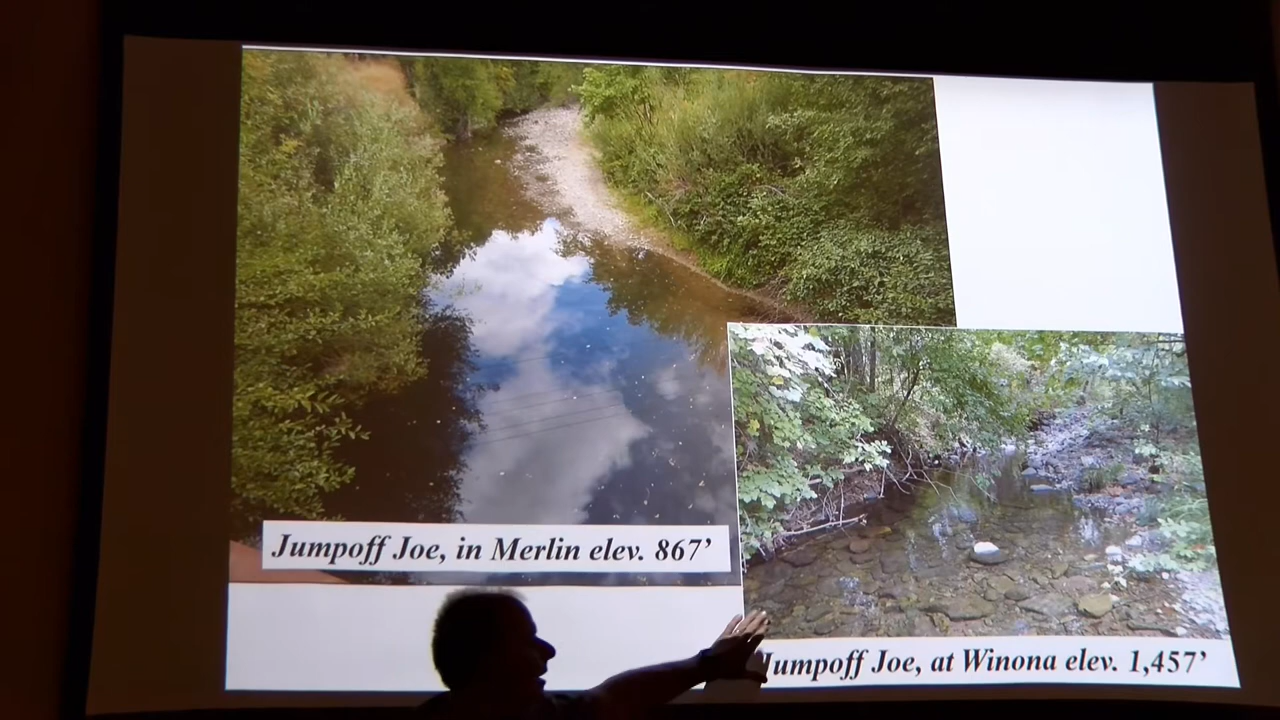 Jumpoff Joe, in Merlin elev. 867’
Jumpoff Joe, at Winona elev. 1,457’